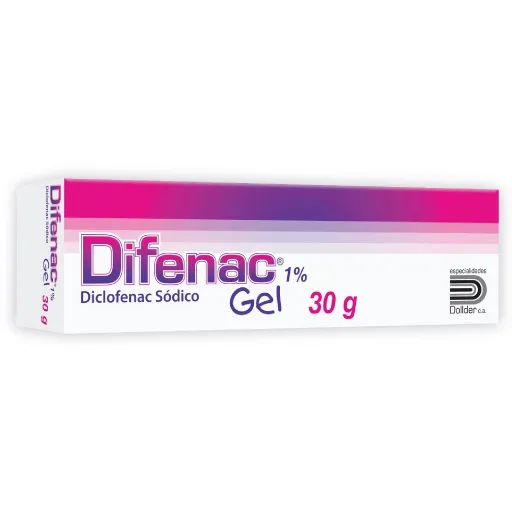 Difenac® 1%
Diclofenac Sódico
Gel 30 g
especialidades
Dollder c.a.
Difenac® 1%
Diclofenac Sódico
Gel
30 g